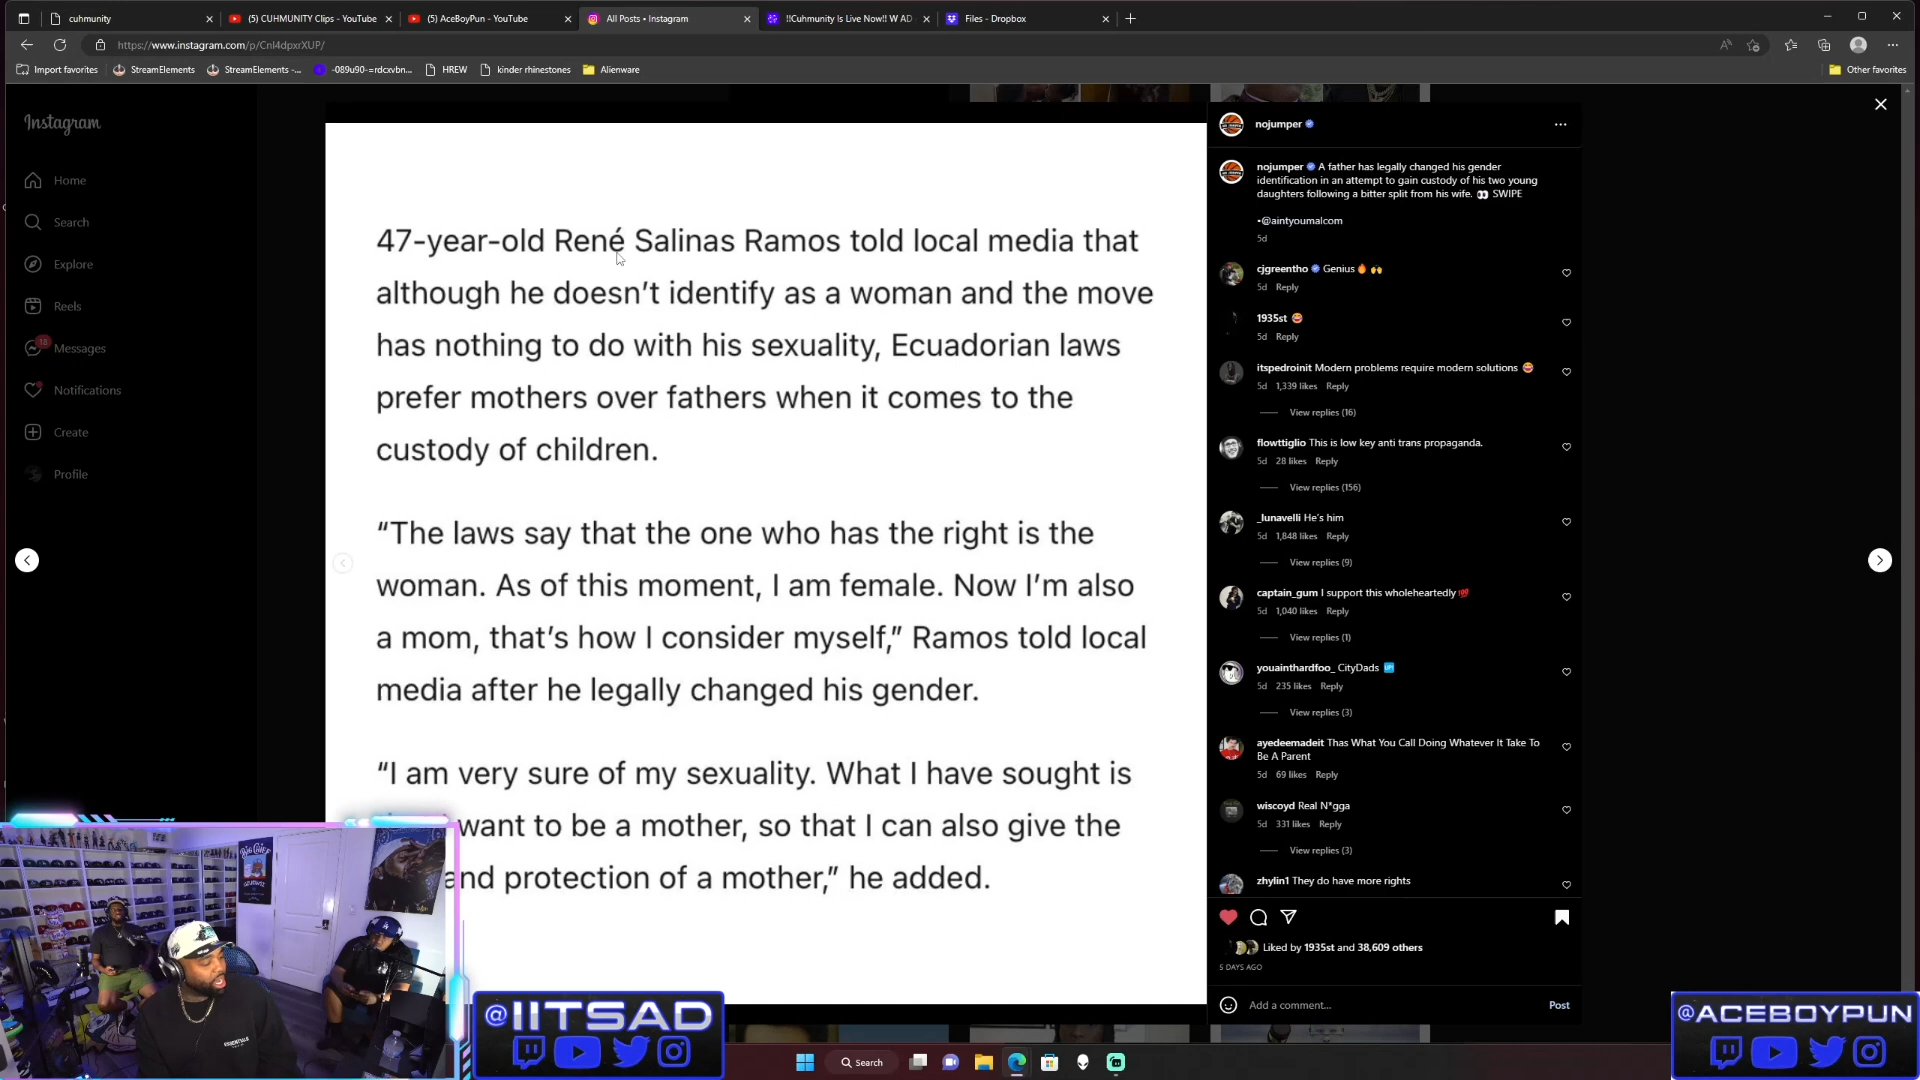 cuhmunity
(5) CUHMUNITY Clips - YouTube
(5) AceBoyPun - YouTube
All Posts • Instagram
!!Cuhmunity Is Live Now!! W AD
Files - Dropbox
https://www.instagram.com/p/CnI4dpxrXUP/
Import favorites
StreamElements
StreamElements -...
-089u90-=rdcxvbn...
HREW
kinder rhinestones
Alienware
Other favorites
Instagram
Home
Search
Explore
Reels
18
Messages
Notifications
Create
Profile
47-year-old René Salinas Ramos told local media that
although he doesn't identify as a woman and the move
has nothing to do with his sexuality, Ecuadorian laws
prefer mothers over fathers when it comes to the
custody of children.
“The laws say that the one who has the right is the
woman. As of this moment, I am female. Now I'm also
a mom, that's how I consider myself,” Ramos told local
media after he legally changed his gender.
“I am very sure of my sexuality. What I have sought is
want to be a mother, so that I can also give the
and protection of a mother,” he added.
nojumper
nojumper A father has legally changed his gender
identification in an attempt to gain custody of his two young
daughters following a bitter split from his wife. 👀 SWIPE
•@aintyoumalcom
5d
cjgreentho Genius🔥 🙌
5d Reply
1935st 😂
5d Reply
itspedroinit Modern problems require modern solutions 😂
5d 1,339 likes Reply
View replies (16)
flowttiglio This is low key anti trans propaganda.
5d 28 likes Reply
View replies (156)
_lunavelli He's him
5d 1,848 likes Reply
View replies (9)
captain_gum I support this wholeheartedly💯
5d 1,040 likes Reply
View replies (1)
youainthardfoo_ CityDads 🆙
5d 235 likes Reply
View replies (3)
ayedeemadeit Thas What You Call Doing Whatever It Take To
Be A Parent
5d 69 likes Reply
wiscoyd Real N*gga
5d 331 likes Reply
View replies (3)
zhylin1 They do have more rights
Liked by 1935st and 38,609 others
5 DAYS AGO
Add a comment...
Post
BIG CHIEF
ESSENTIALS
@IITSAD
@ACEBOYPUN
Search